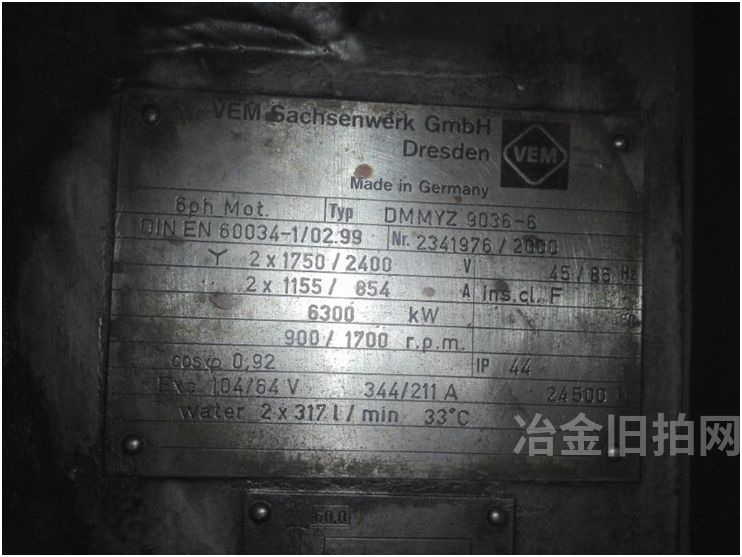 VEM Sachsenwerk GmbH
Dresden
VEM
Made in Germany
6ph Mot. Typ DMMYZ 9036-6
DIN EN 60034-1/02.99 Nr. 2341976 / 2000
Y 2 x 1750 / 2400 V 45 / 85 Hz
2 x 1155 / 854 A Ins.cl. F
6300 kW
900 / 1700 r.p.m.
cosφ 0,92 IP 44
Exc 104/64 V 344/211 A 24500
water 2 x 317 l / min 33°C
冶金旧拍网
60.0